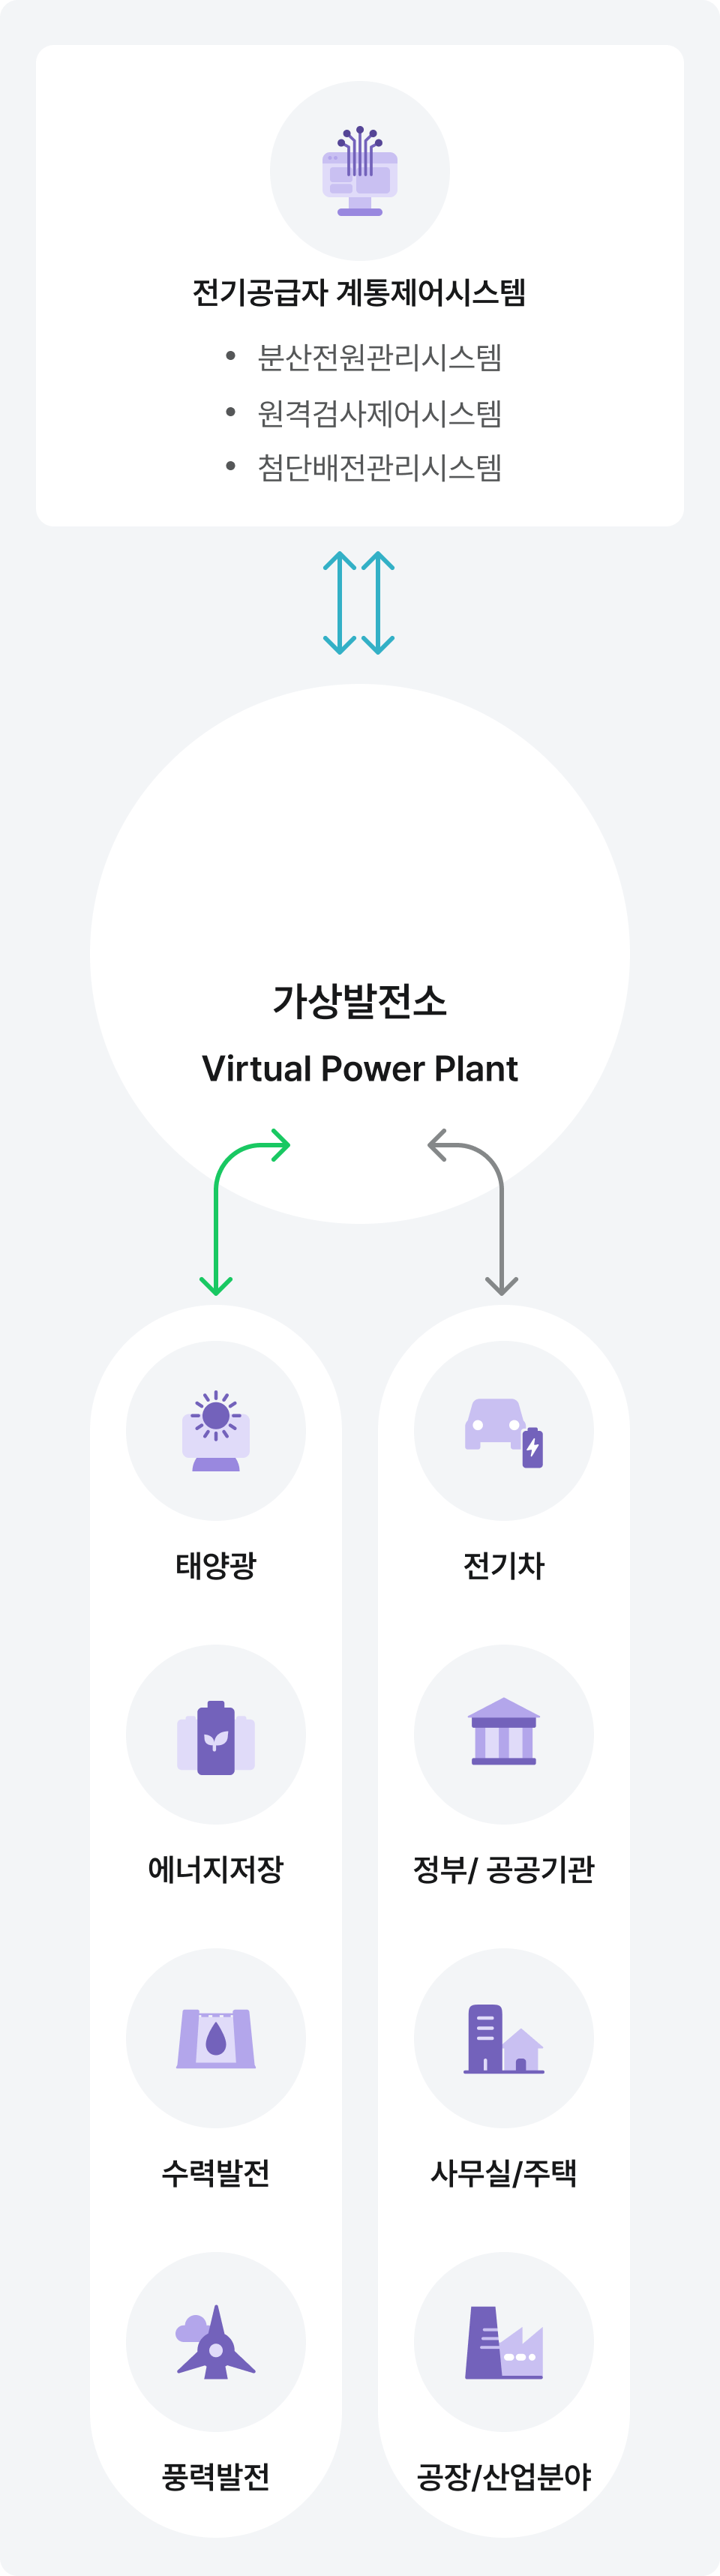 전기공급자 계통제어시스템
• 분산전원관리시스템
• 원격검사제어시스템
• 첨단배전관리시스템
가상발전소
Virtual Power Plant
태양광
전기차
에너지저장
정부/ 공공기관
수력발전
사무실/주택
풍력발전
공장/산업분야